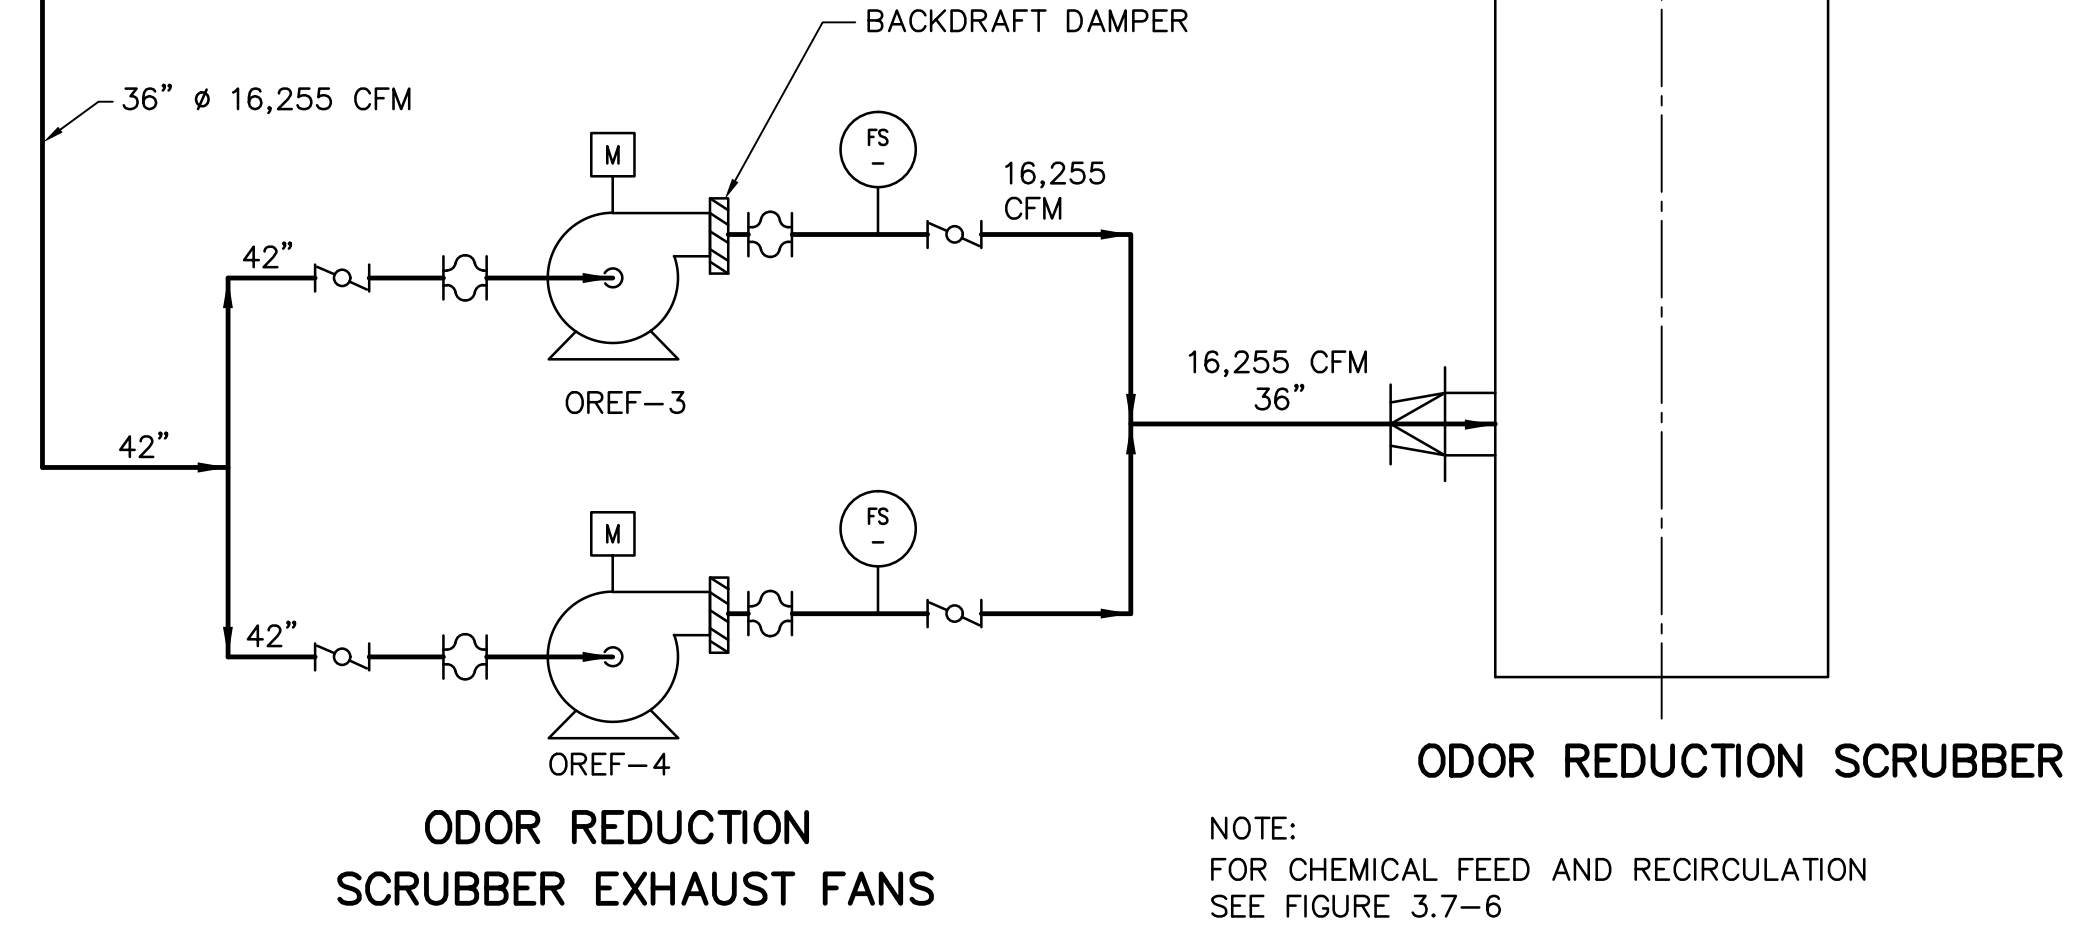 BACKDRAFT DAMPER
36” ø 16,255 CFM
M
FS
–
16,255
CFM
42”
OREF–3
16,255 CFM
36”
42”
M
FS
–
42”
OREF–4
ODOR REDUCTION SCRUBBER
ODOR REDUCTION
SCRUBBER EXHAUST FANS
NOTE:
FOR CHEMICAL FEED AND RECIRCULATION
SEE FIGURE 3.7–6